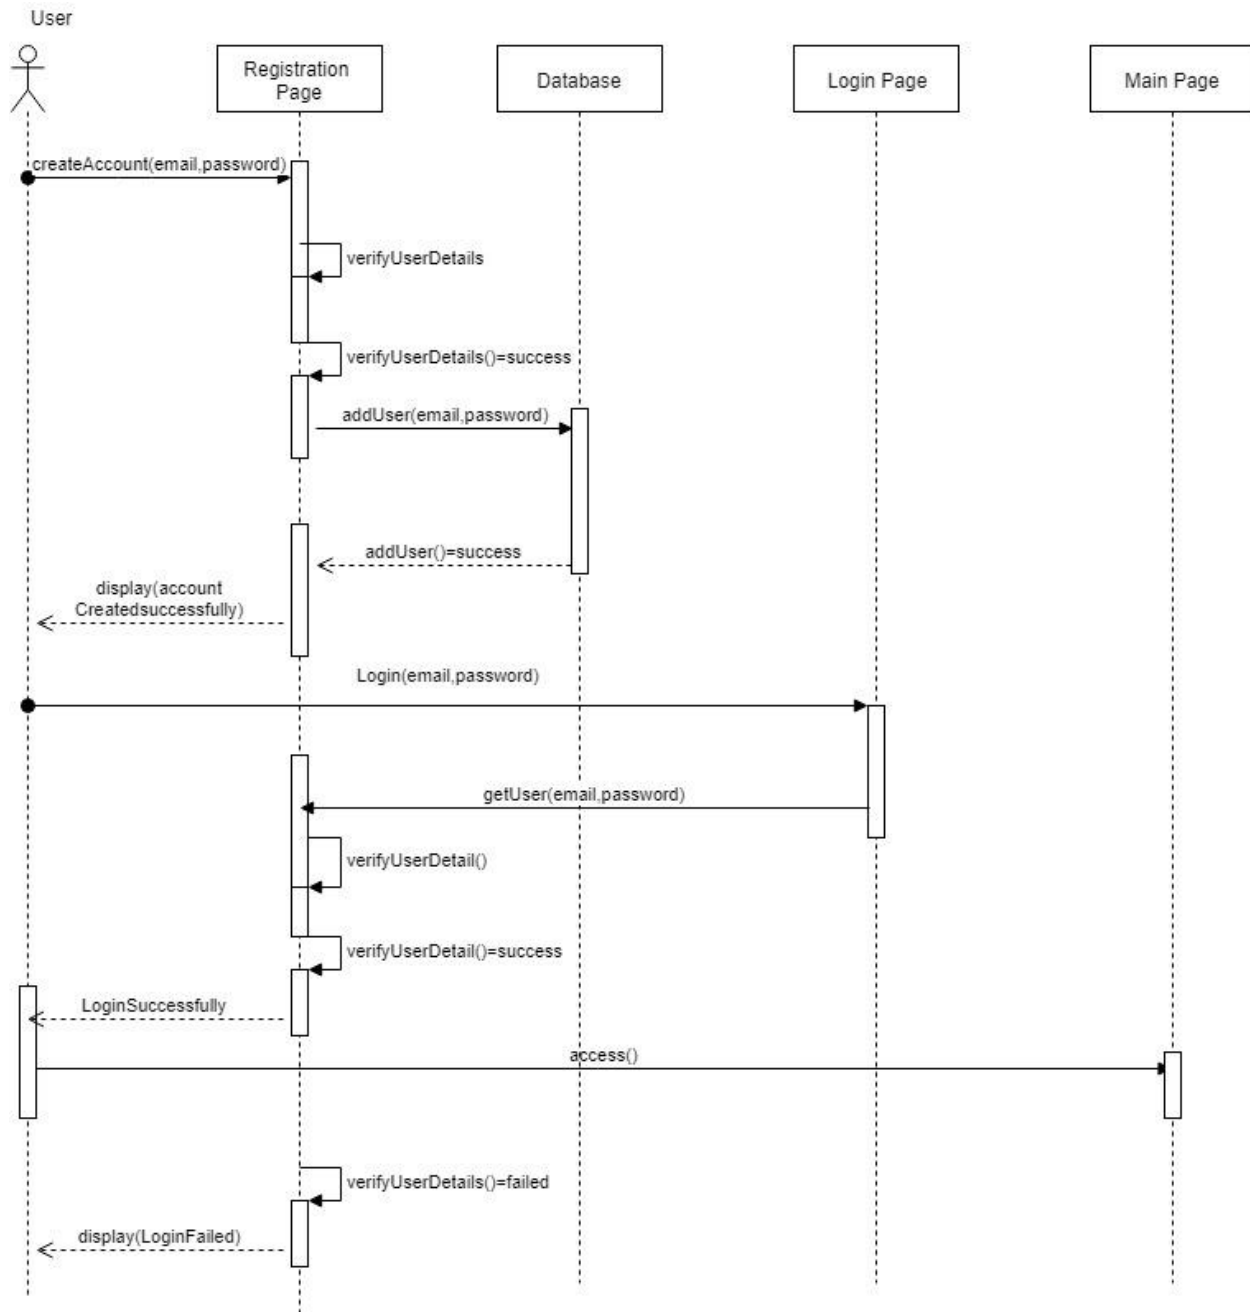 User
Registration
Page
Database
Login Page
Main Page
createAccount(email,password)
verifyUserDetails
verifyUserDetails()=success
addUser(email,password)
addUser()=success
display(account
Createdsuccessfully)
Login(email,password)
getUser(email,password)
verifyUserDetail()
verifyUserDetail()=success
LoginSuccessfully
access()
verifyUserDetails()=failed
display(LoginFailed)